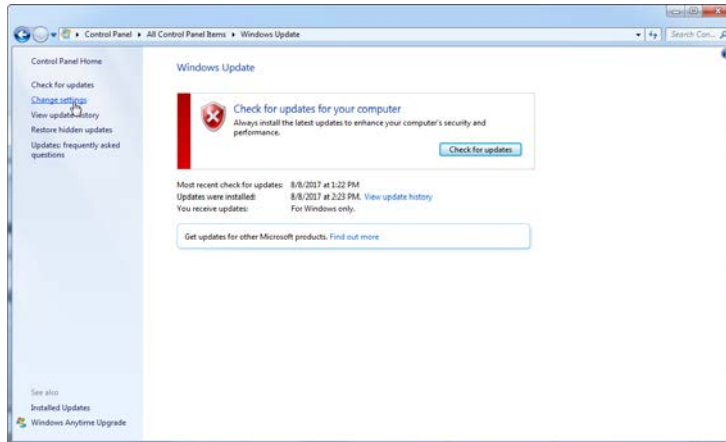 Control Panel ▸ All Control Panel Items ▸ Windows Update
Search Con...
Control Panel Home
Check for updates
Change settings
View update history
Restore hidden updates
Updates: frequently asked
questions
See also
Installed Updates
Windows Anytime Upgrade
Windows Update
Check for updates for your computer
Always install the latest updates to enhance your computer's security and
performance.
Check for updates
Most recent check for updates: 8/8/2017 at 1:22 PM
Updates were installed: 8/8/2017 at 2:23 PM. View update history
You receive updates: For Windows only.
Get updates for other Microsoft products. Find out more